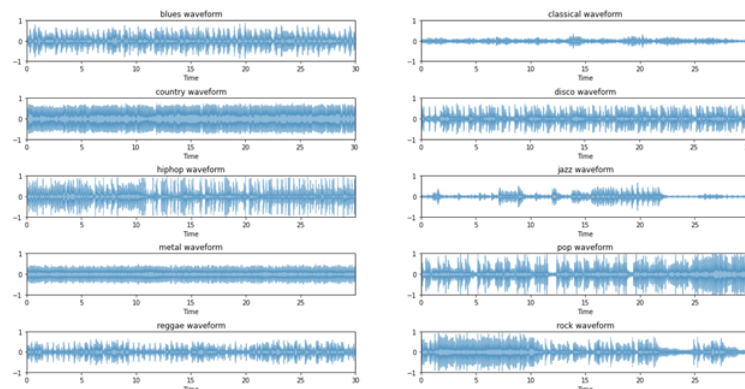 blues waveform
1
0
-1
0 5 10 15 20 25 30
Time
classical waveform
1
0
-1
0 5 10 15 20 25
Time
country waveform
1
0
-1
0 5 10 15 20 25 30
Time
disco waveform
1
0
-1
0 5 10 15 20 25 30
Time
hiphop waveform
1
0
-1
0 5 10 15 20 25
Time
jazz waveform
1
0
-1
0 5 10 15 20 25
Time
metal waveform
1
0
-1
0 5 10 15 20 25
Time
pop waveform
1
0
-1
0 5 10 15 20 25
Time
reggae waveform
1
0
-1
0 5 10 15 20 25
Time
rock waveform
1
0
-1
0 5 10 15 20 25
Time